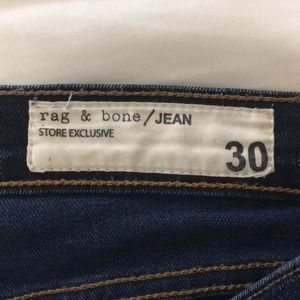 rag & bone/JEAN
STORE EXCLUSIVE
30